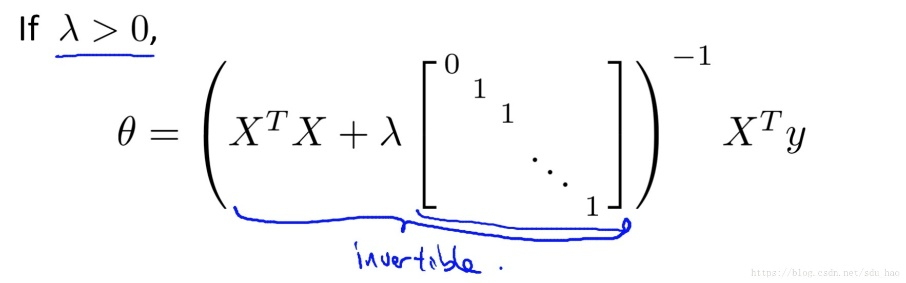 If λ > 0,
θ = ( X^T X + λ [ 0 1 1 ⋱ 1 ] )^{-1} X^T y
invertible.
https://blog.csdn.net/sdu_hao